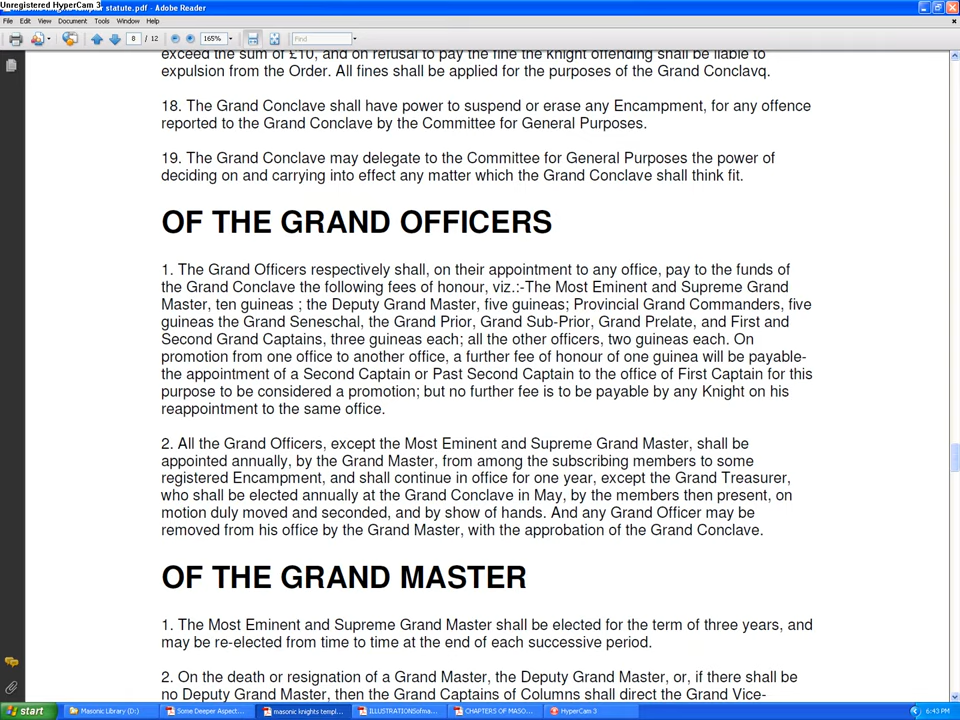 Unregistered HyperCam 3
statute.pdf - Adobe Reader
File Edit View Document Tools Window Help
8 / 12 165% Find
exceed the sum of £10, and on refusal to pay the fine the Knight offending shall be liable to
expulsion from the Order. All fines shall be applied for the purposes of the Grand Conclavq.
18. The Grand Conclave shall have power to suspend or erase any Encampment, for any offence
reported to the Grand Conclave by the Committee for General Purposes.
19. The Grand Conclave may delegate to the Committee for General Purposes the power of
deciding on and carrying into effect any matter which the Grand Conclave shall think fit.
OF THE GRAND OFFICERS
1. The Grand Officers respectively shall, on their appointment to any office, pay to the funds of
the Grand Conclave the following fees of honour, viz.:-The Most Eminent and Supreme Grand
Master, ten guineas ; the Deputy Grand Master, five guineas; Provincial Grand Commanders, five
guineas the Grand Seneschal, the Grand Prior, Grand Sub-Prior, Grand Prelate, and First and
Second Grand Captains, three guineas each; all the other officers, two guineas each. On
promotion from one office to another office, a further fee of honour of one guinea will be payable-
the appointment of a Second Captain or Past Second Captain to the office of First Captain for this
purpose to be considered a promotion; but no further fee is to be payable by any Knight on his
reappointment to the same office.
2. All the Grand Officers, except the Most Eminent and Supreme Grand Master, shall be
appointed annually, by the Grand Master, from among the subscribing members to some
registered Encampment, and shall continue in office for one year, except the Grand Treasurer,
who shall be elected annually at the Grand Conclave in May, by the members then present, on
motion duly moved and seconded, and by show of hands. And any Grand Officer may be
removed from his office by the Grand Master, with the approbation of the Grand Conclave.
OF THE GRAND MASTER
1. The Most Eminent and Supreme Grand Master shall be elected for the term of three years, and
may be re-elected from time to time at the end of each successive period.
2. On the death or resignation of a Grand Master, the Deputy Grand Master, or, if there shall be
no Deputy Grand Master, then the Grand Captains of Columns shall direct the Grand Vice-
start Masonic Library (D:) Some Deeper Aspect... masonic knights templ... ILLUSTRATIONSofma... CHAPTERS OF MASO... HyperCam 3 6:43 PM